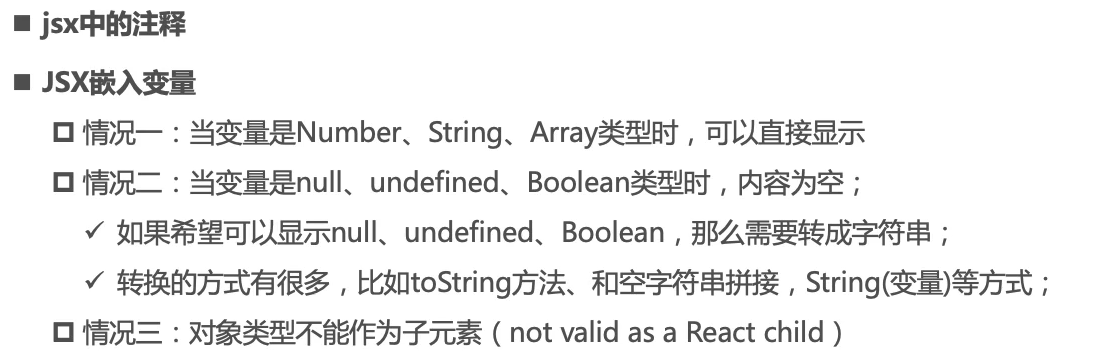 ■ jsx中的注释
■ JSX嵌入变量
情况一：当变量是Number、String、Array类型时，可以直接显示
情况二：当变量是null、undefined、Boolean类型时，内容为空；
✓ 如果希望可以显示null、undefined、Boolean，那么需要转成字符串；
✓ 转换的方式有很多，比如toString方法、和空字符串拼接，String(变量)等方式；
情况三：对象类型不能作为子元素（not valid as a React child）